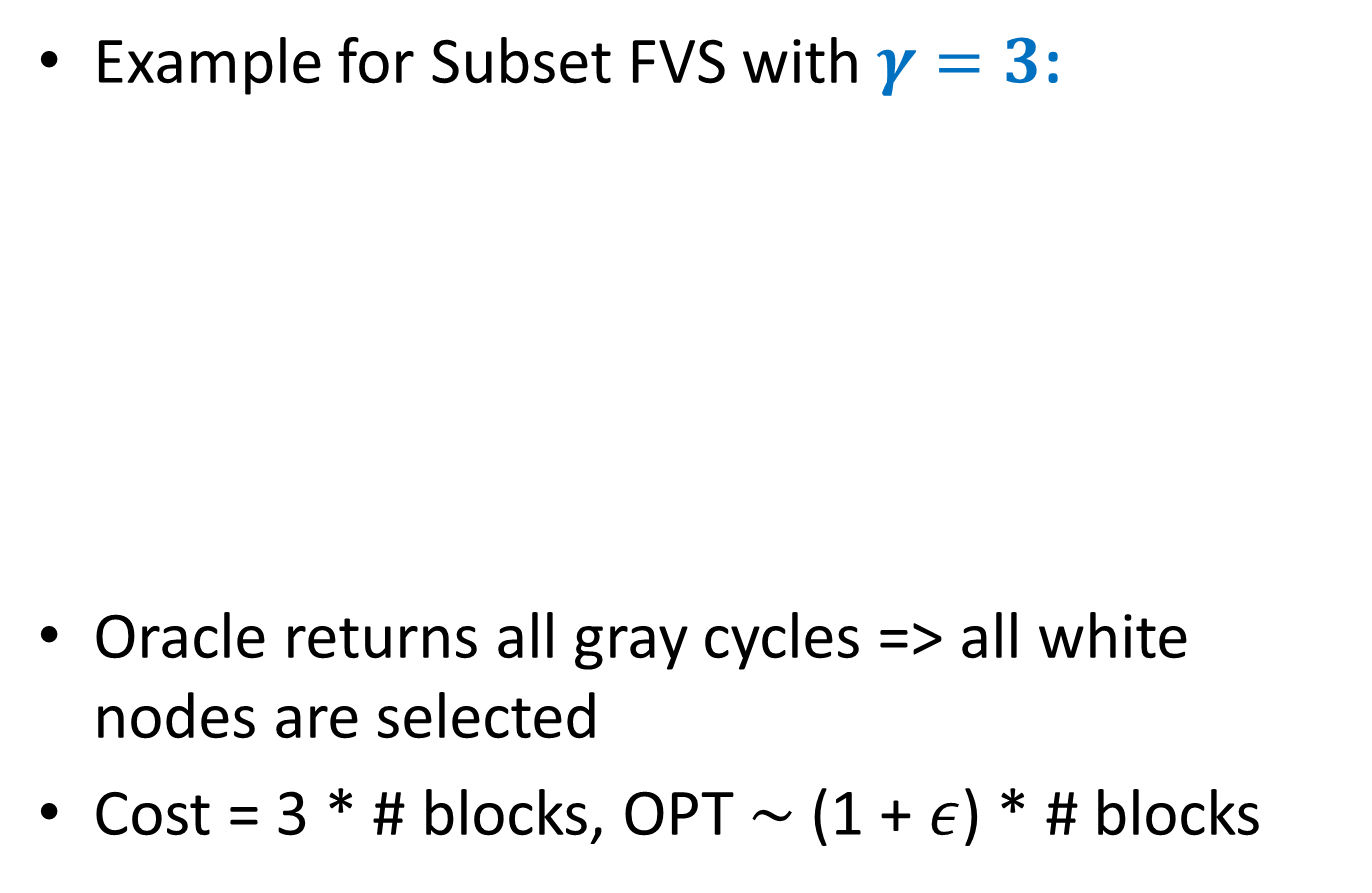 • Example for Subset FVS with γ = 3:
• Oracle returns all gray cycles => all white
nodes are selected
• Cost = 3 * # blocks, OPT ~ (1 + ϵ) * # blocks